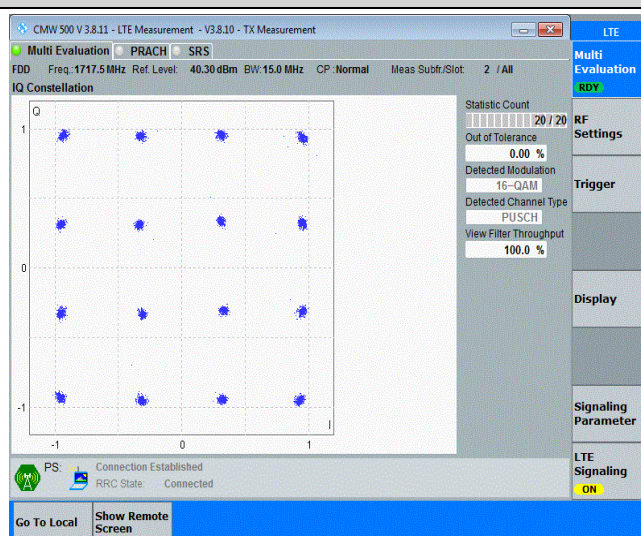 CMW 500 V 3.8.11 - LTE Measurement - V3.8.10 - TX Measurement
LTE
Multi Evaluation PRACH SRS
Multi Evaluation
RDY
FDD Freq.:1717.5 MHz Ref. Level: 40.30 dBm BW:15.0 MHz CP :Normal Meas Subfr./Slot: 2 / All
IQ Constellation
Q
1
0
-1
-1 0 1
I
Statistic Count
20 / 20
Out of Tolerance
0.00 %
Detected Modulation
16-QAM
Detected Channel Type
PUSCH
View Filter Throughput
100.0 %
RF Settings
Trigger
Display
Signaling Parameter
LTE Signaling
ON
PS: Connection Established
RRC State: Connected
Go To Local
Show Remote Screen